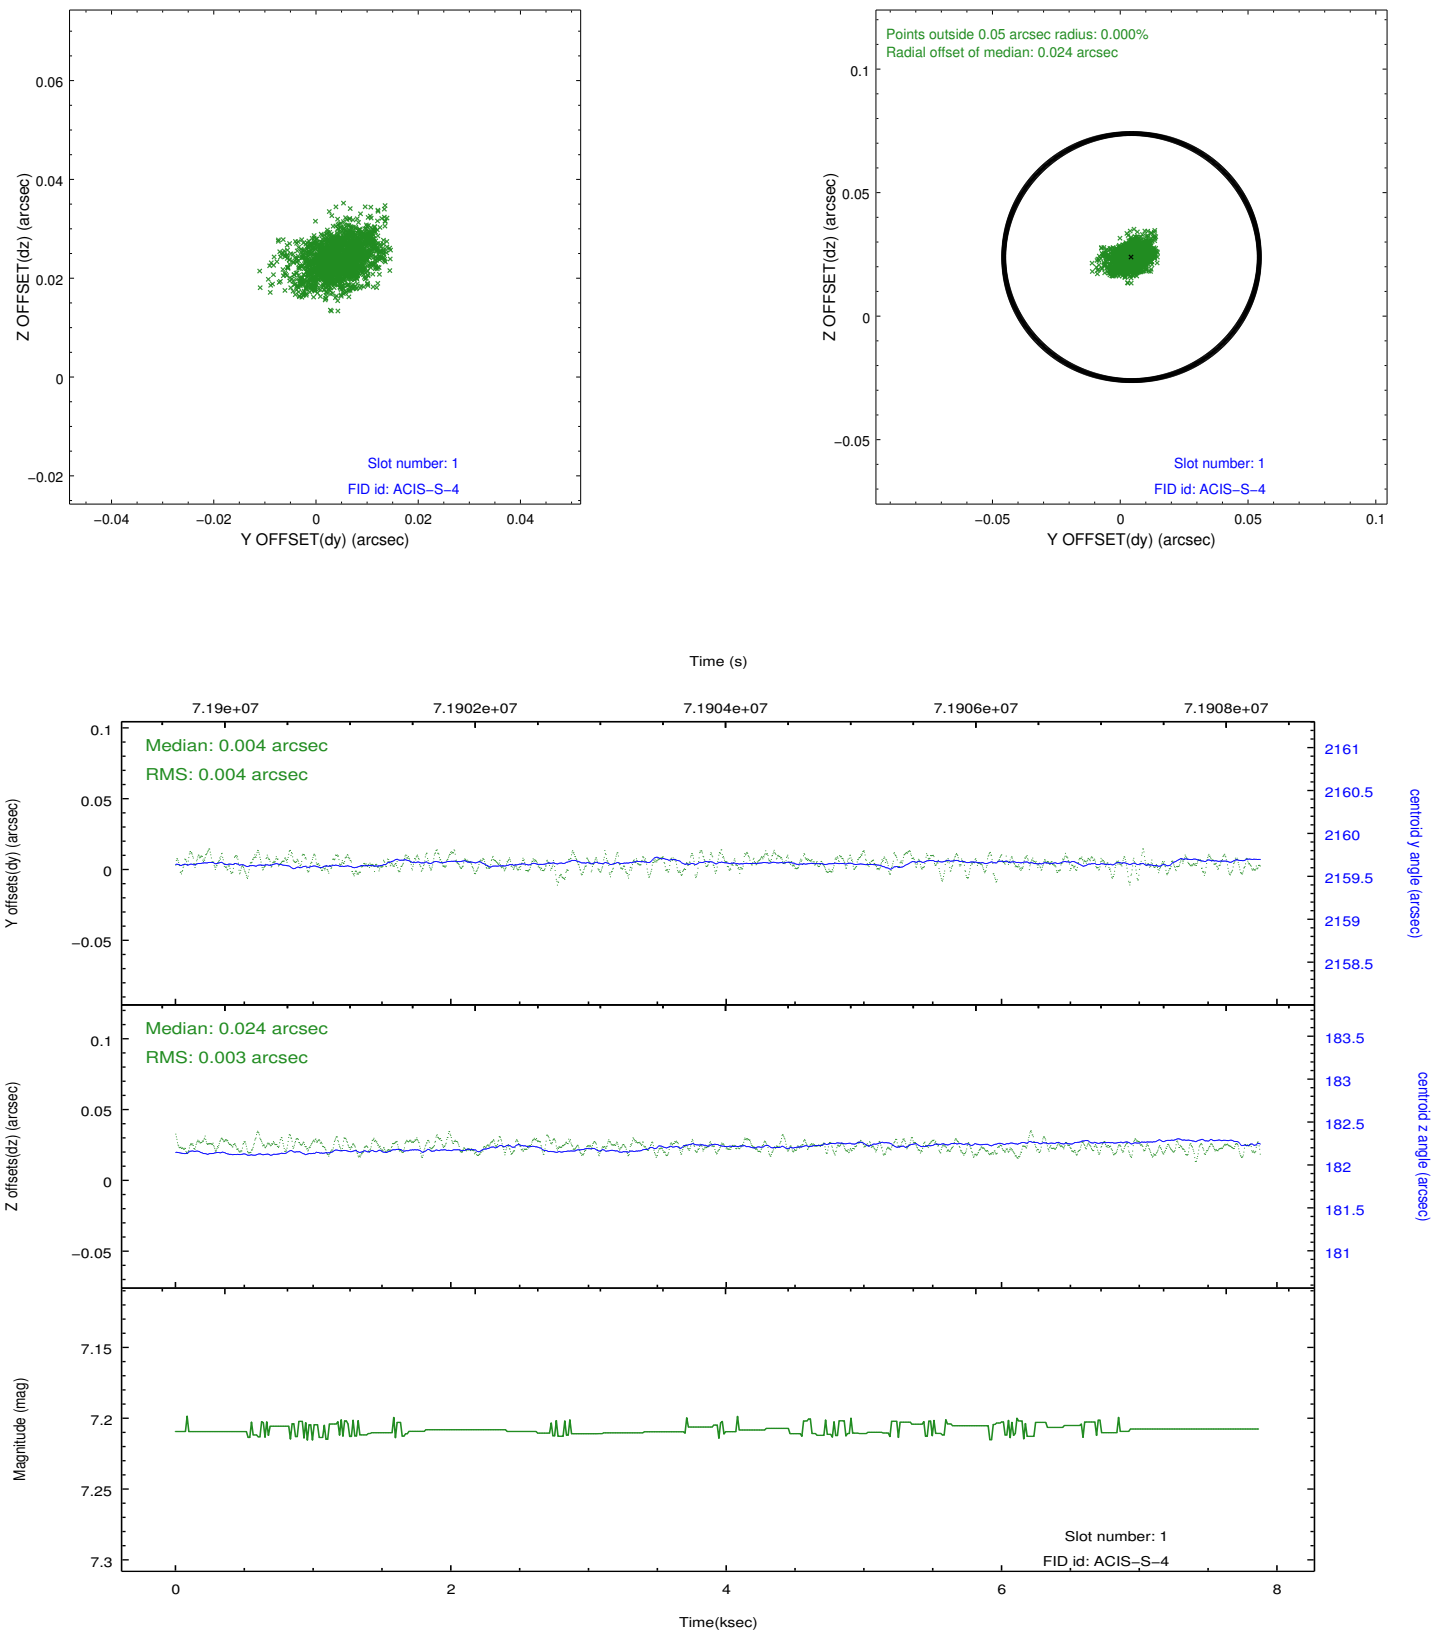 0.06
0.04
0.02
0
−0.02
−0.04
−0.02
0
0.02
0.04
Z OFFSET(dz) (arcsec)
Y OFFSET(dy) (arcsec)
Slot number: 1
FID id: ACIS−S−4
Points outside 0.05 arcsec radius: 0.000%
Radial offset of median: 0.024 arcsec
0.1
0.05
0
−0.05
−0.05
0
0.05
0.1
Z OFFSET(dz) (arcsec)
Y OFFSET(dy) (arcsec)
Slot number: 1
FID id: ACIS−S−4
Time (s)
7.19e+07
7.1902e+07
7.1904e+07
7.1906e+07
7.1908e+07
Median: 0.004 arcsec
RMS: 0.004 arcsec
0.1
0.05
0
−0.05
Y offsets(dy) (arcsec)
2161
2160.5
2160
2159.5
2159
2158.5
centroid y angle (arcsec)
Median: 0.024 arcsec
RMS: 0.003 arcsec
0.1
0.05
0
−0.05
Z offsets(dz) (arcsec)
183.5
183
182.5
182
181.5
181
centroid z angle (arcsec)
7.15
7.2
7.25
7.3
Magnitude (mag)
Slot number: 1
FID id: ACIS−S−4
0
2
4
6
8
Time(ksec)